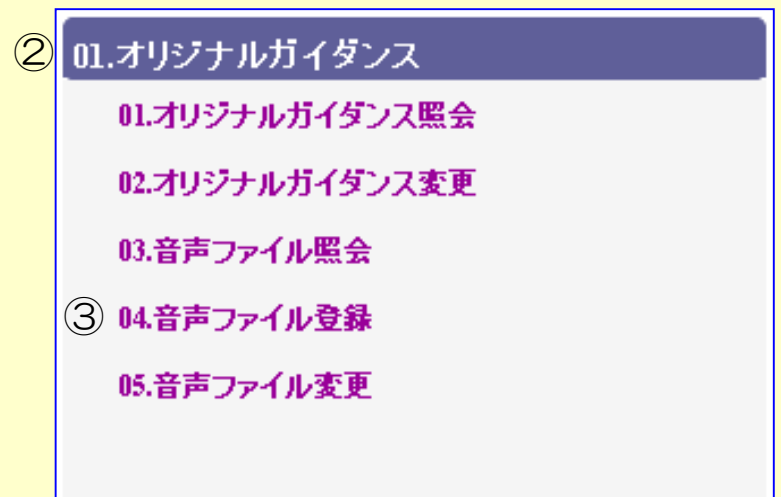 ② 01.オリジナルガイダンス
01.オリジナルガイダンス照会
02.オリジナルガイダンス変更
03.音声ファイル照会
③ 04.音声ファイル登録
05.音声ファイル変更